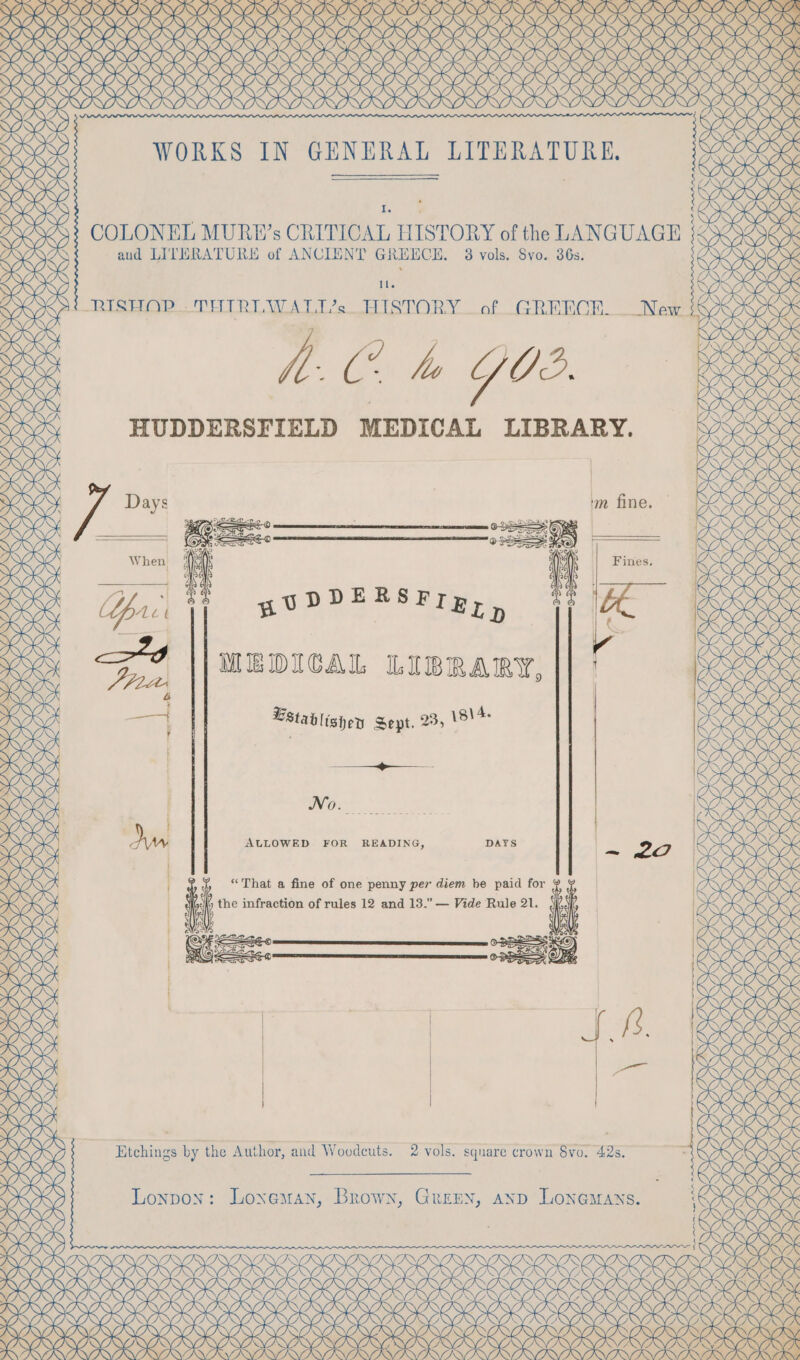 WORKS IN GENERAL LITERATURE.
I.
COLONEL MURE's CRITICAL HISTORY of the LANGUAGE
and LITERATURE of ANCIENT GREECE. 3 vols. 8vo. 36s.
II.
BISHOP THIRLWALL's HISTORY of GREECE. New
903.
HUDDERSFIELD MEDICAL LIBRARY.
7 Days
m fine.
When
Fines.
April
HUDDERSFIELD
MEDICAL LIBRARY,
Established Sept. 23, 1814.
No.
ALLOWED FOR READING, DAYS
- 20
"That a fine of one penny per diem be paid for
the infraction of rules 12 and 13." — Vide Rule 21.
J.B.
Etchings by the Author, and Woodcuts. 2 vols. square crown 8vo. 42s.
LONDON: LONGMAN, BROWN, GREEN, AND LONGMANS.